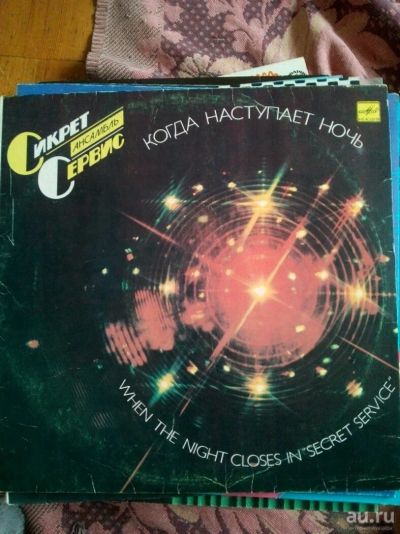 СИКРЕТ
АНСАМБЛЬ
СЕРВИС
КОГДА НАСТУПАЕТ НОЧЬ
WHEN THE NIGHT CLOSES IN "SECRET SERVICE"
au.ru